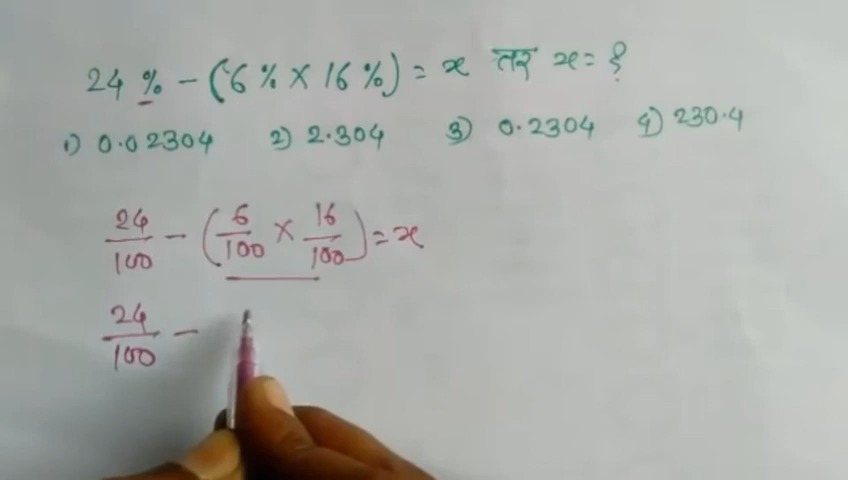 24 % - (6 % × 16 %) = x तर x = ?
1) 0.02304 2) 2.304 3) 0.2304 4) 230.4
24/100 - (6/100 × 16/100) = x
24/100 -